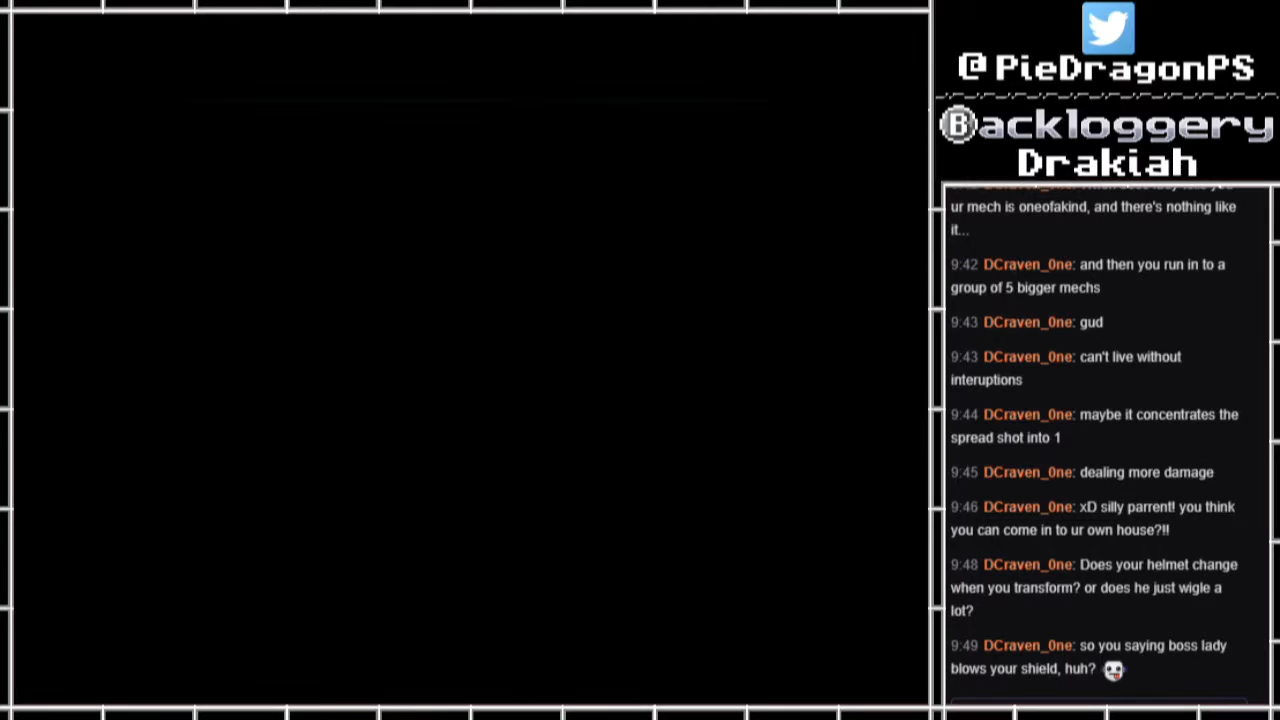 @PieDragonPS
Backloggery
Drakiah
ur mech is oneofakind, and there's nothing like
it...
9:42 DCraven_0ne: and then you run in to a
group of 5 bigger mechs
9:43 DCraven_0ne: gud
9:43 DCraven_0ne: can't live without
interuptions
9:44 DCraven_0ne: maybe it concentrates the
spread shot into 1
9:45 DCraven_0ne: dealing more damage
9:46 DCraven_0ne: xD silly parrent! you think
you can come in to ur own house?!!
9:48 DCraven_0ne: Does your helmet change
when you transform? or does he just wigle a
lot?
9:49 DCraven_0ne: so you saying boss lady
blows your shield, huh?